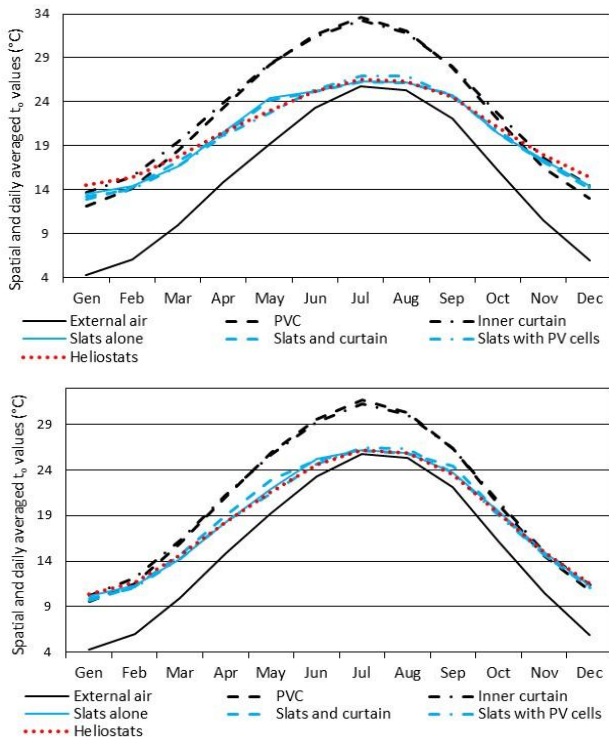 Spatial and daily averaged tₒ values (°C)
34
29
24
19
14
9
4
Gen Feb Mar Apr May Jun Jul Aug Sep Oct Nov Dec
External air PVC Inner curtain
Slats alone Slats and curtain Slats with PV cells
Heliostats
Spatial and daily averaged tₒ values (°C)
29
24
19
14
9
4
Gen Feb Mar Apr May Jun Jul Aug Sep Oct Nov Dec
External air PVC Inner curtain
Slats alone Slats and curtain Slats with PV cells
Heliostats